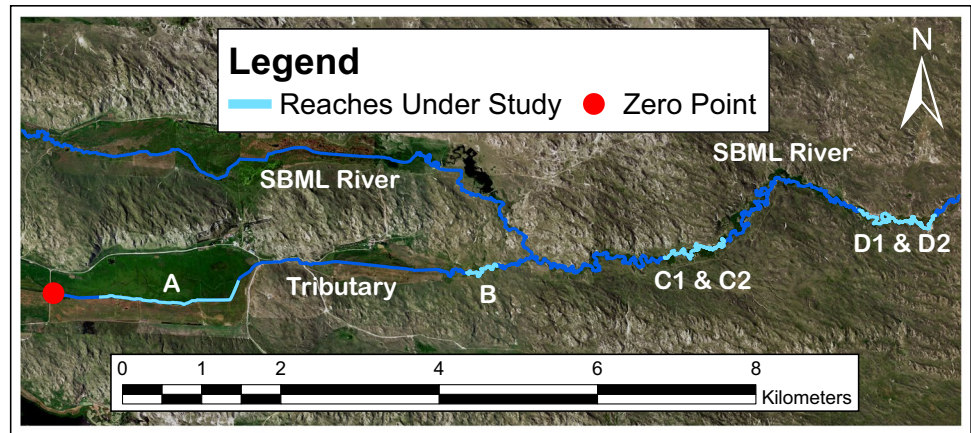 Legend
Reaches Under Study
Zero Point
N
SBML River
SBML River
A
Tributary
B
C1 & C2
D1 & D2
0 1 2 4 6 8
Kilometers